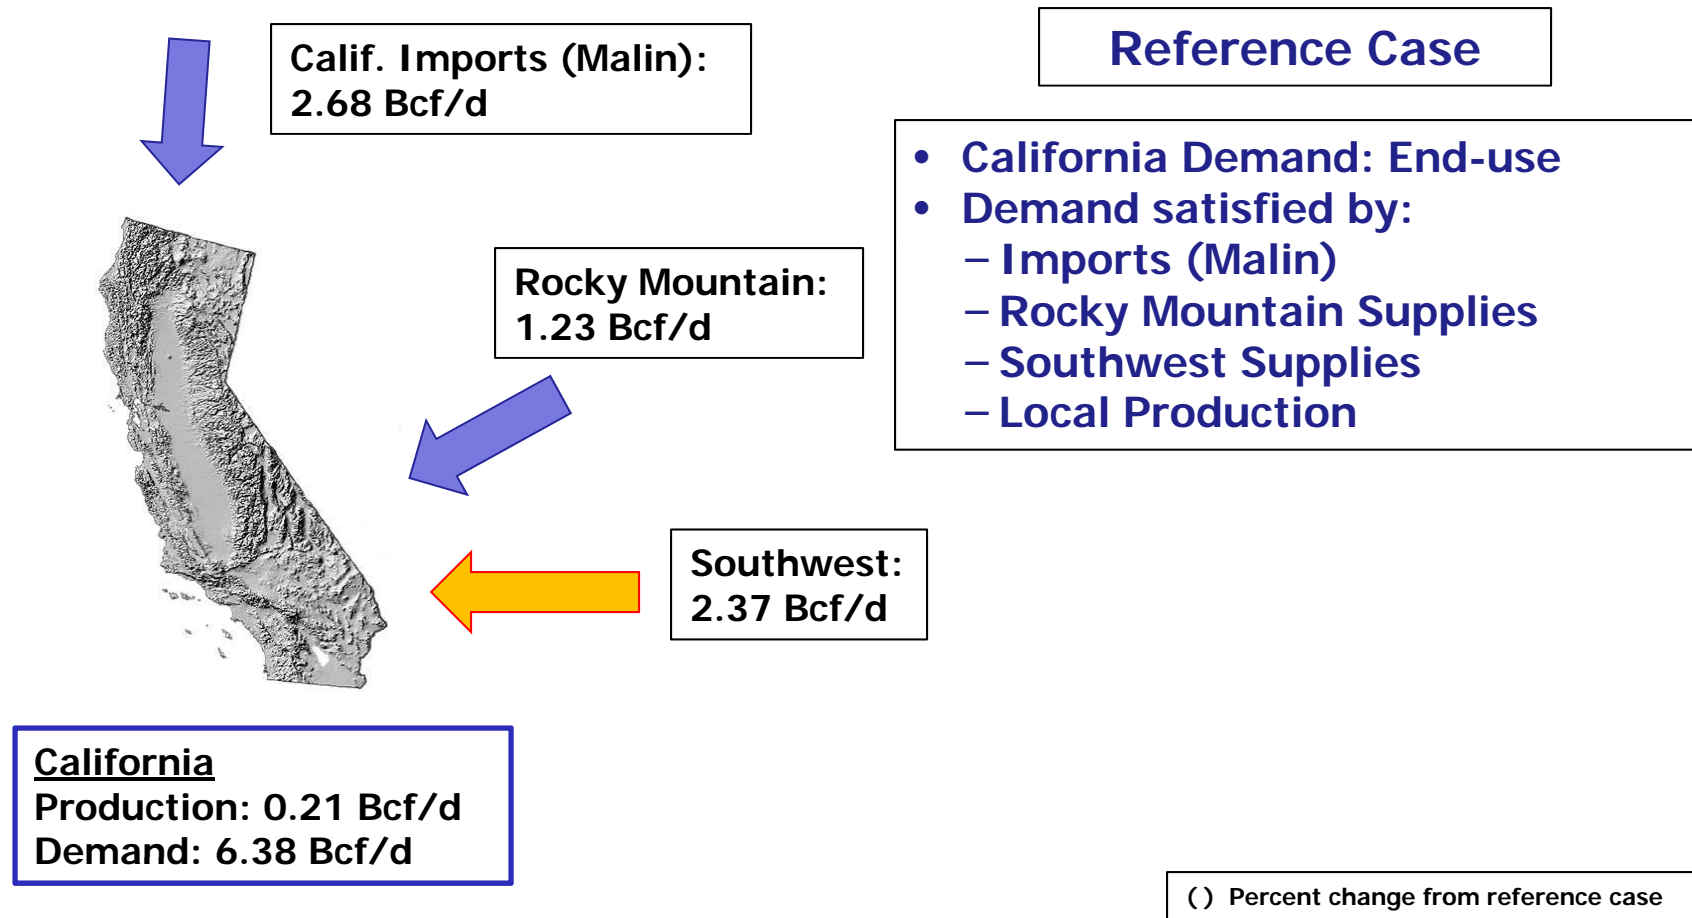 Calif. Imports (Malin):
2.68 Bcf/d
Reference Case
• California Demand: End-use
• Demand satisfied by:
– Imports (Malin)
– Rocky Mountain Supplies
– Southwest Supplies
– Local Production
Rocky Mountain:
1.23 Bcf/d
Southwest:
2.37 Bcf/d
California
Production: 0.21 Bcf/d
Demand: 6.38 Bcf/d
( ) Percent change from reference case